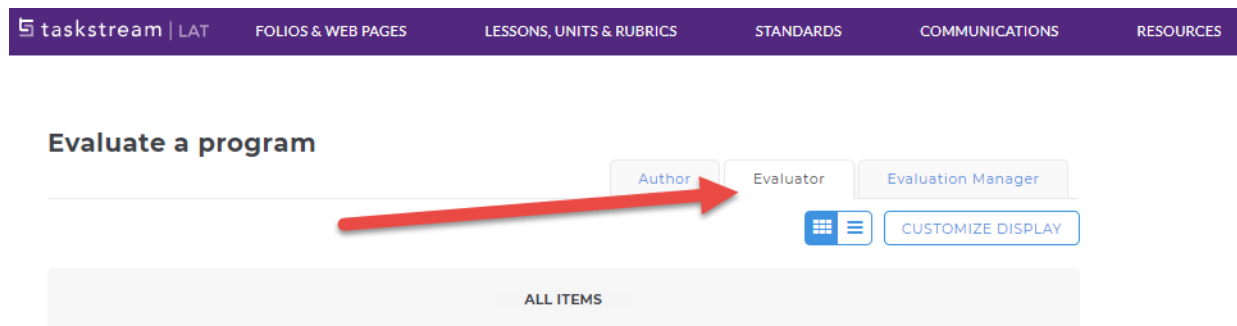 taskstream | LAT FOLIOS & WEB PAGES LESSONS, UNITS & RUBRICS STANDARDS COMMUNICATIONS RESOURCES
Evaluate a program
Author Evaluator Evaluation Manager
CUSTOMIZE DISPLAY
ALL ITEMS